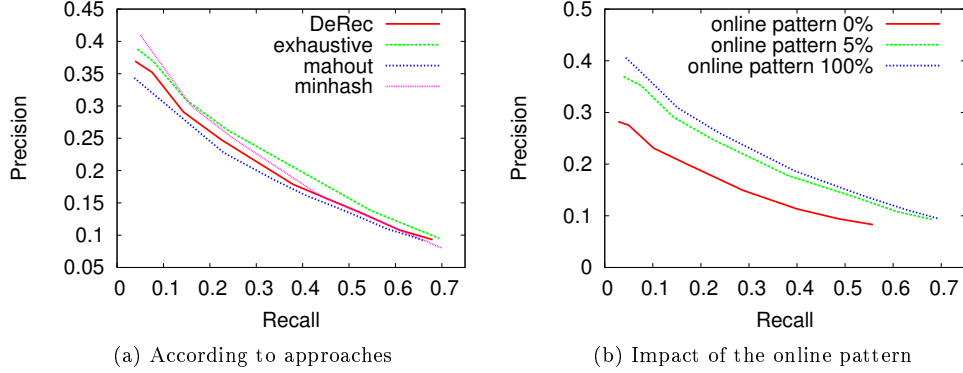 DeRec
exhaustive
mahout
minhash
0.45
0.4
0.35
0.3
0.25
0.2
0.15
0.1
0.05
Precision
0 0.1 0.2 0.3 0.4 0.5 0.6 0.7
Recall
(a) According to approaches
online pattern 0%
online pattern 5%
online pattern 100%
0.5
0.4
0.3
0.2
0.1
0
Precision
0 0.1 0.2 0.3 0.4 0.5 0.6 0.7
Recall
(b) Impact of the online pattern